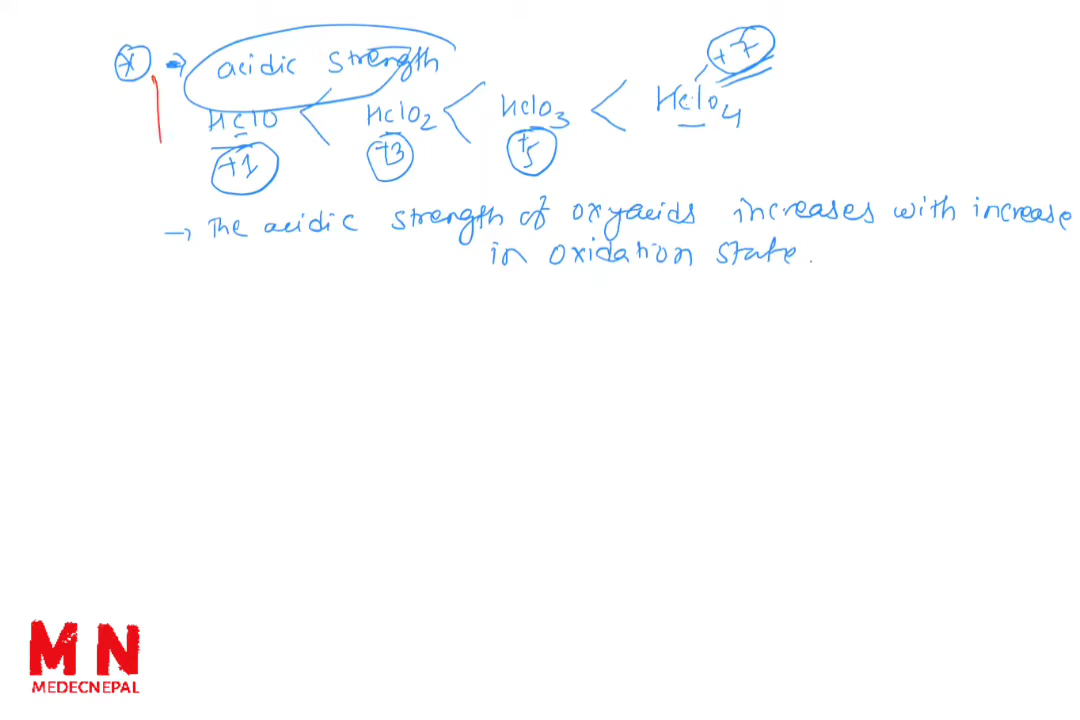 * → acidic strength
HClO < HClO2 < HClO3 < HClO4
+1 +3 +5 +7
→ The acidic strength of oxyacids increases with increase
in oxidation state.
MN
MEDECNEPAL